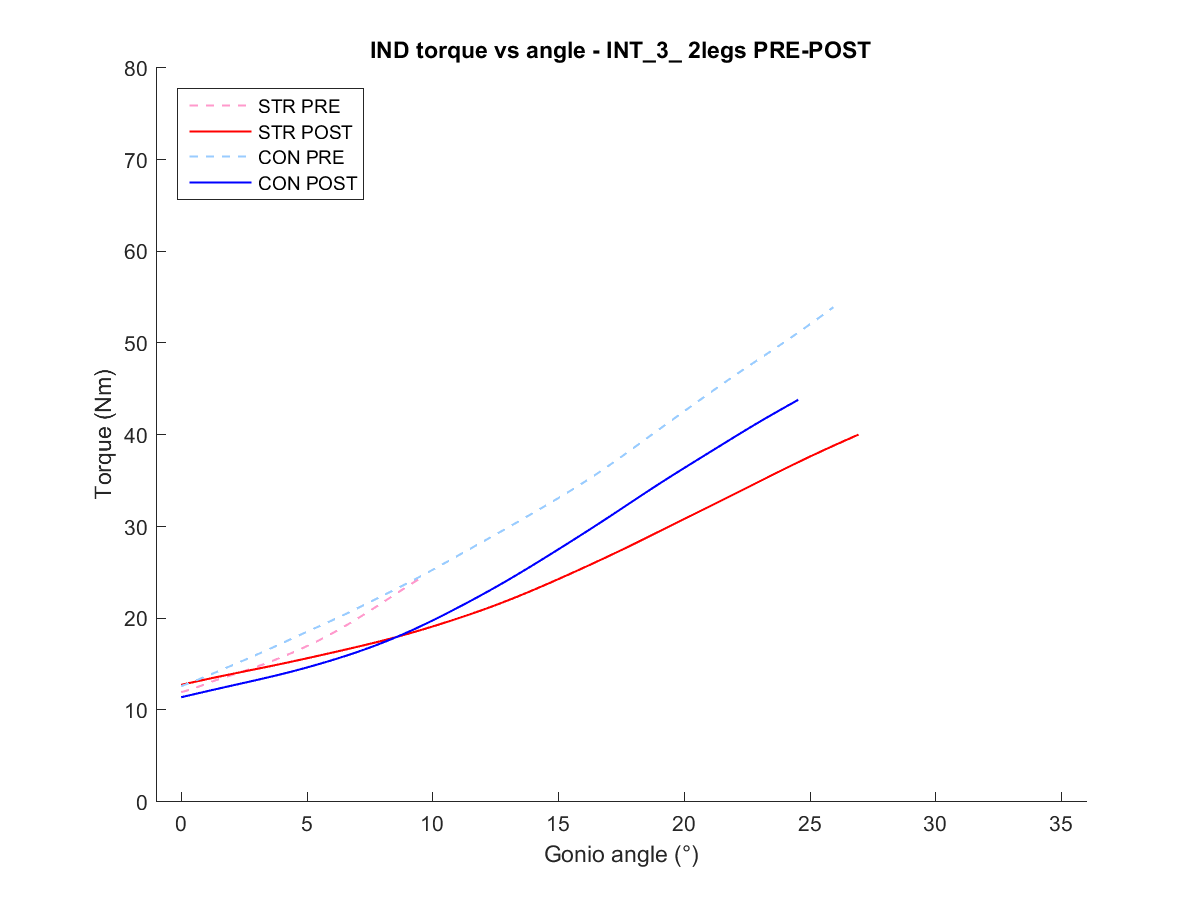 IND torque vs angle - INT_3_ 2legs PRE-POST
80
70
60
50
40
30
20
10
0
Torque (Nm)
STR PRE
STR POST
CON PRE
CON POST
0 5 10 15 20 25 30 35
Gonio angle (°)